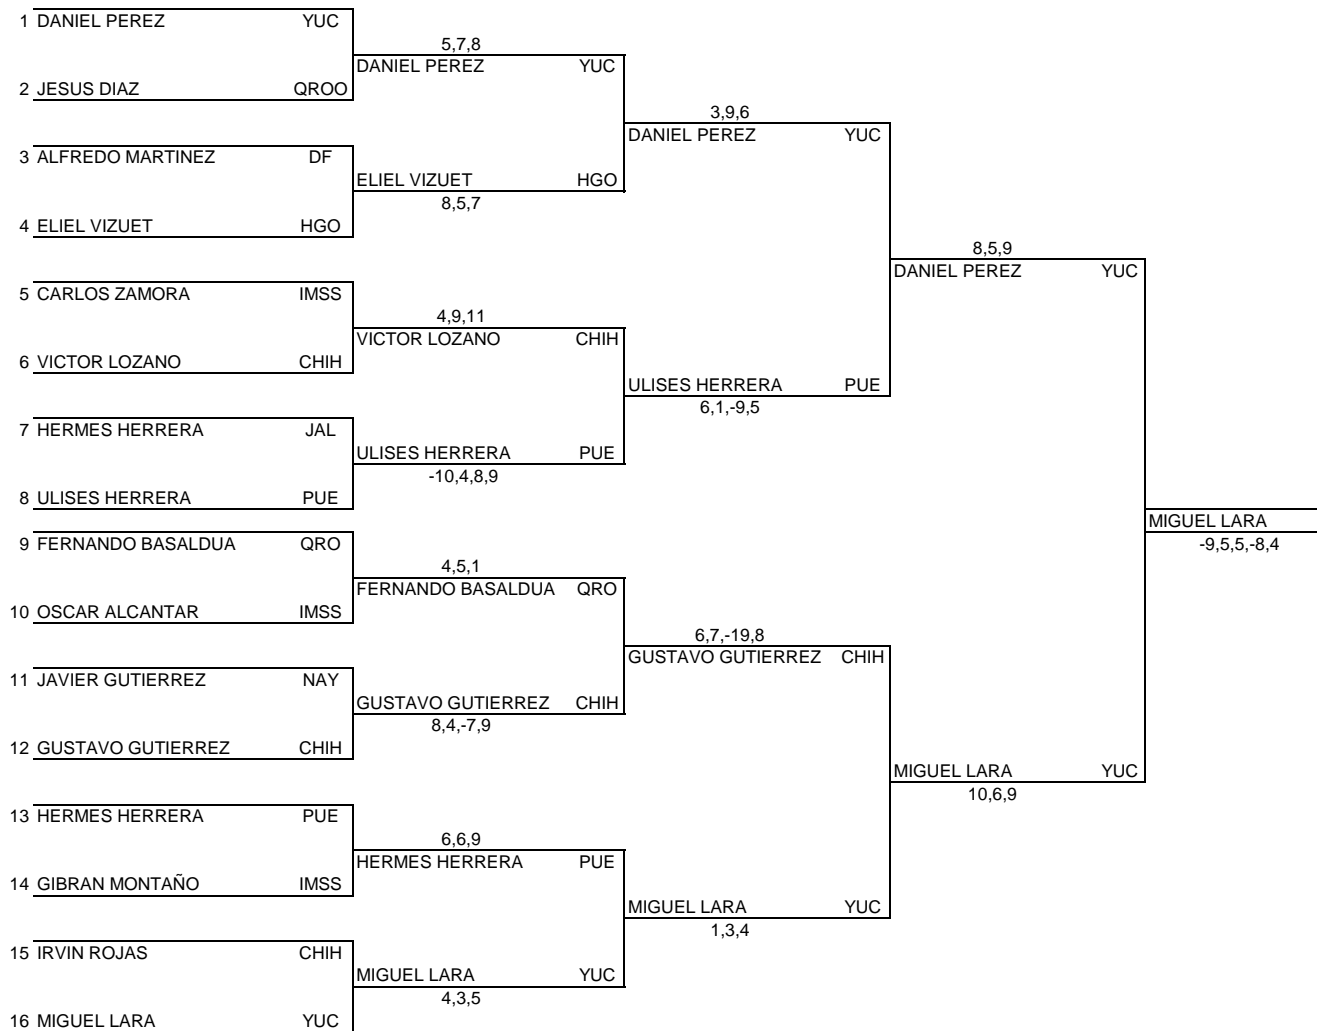 1 DANIEL PEREZ YUC
5,7,8
DANIEL PEREZ YUC
2 JESUS DIAZ QROO
3,9,6
DANIEL PEREZ YUC
3 ALFREDO MARTINEZ DF
ELIEL VIZUET HGO
8,5,7
4 ELIEL VIZUET HGO
8,5,9
DANIEL PEREZ YUC
5 CARLOS ZAMORA IMSS
4,9,11
VICTOR LOZANO CHIH
6 VICTOR LOZANO CHIH
ULISES HERRERA PUE
6,1,-9,5
7 HERMES HERRERA JAL
ULISES HERRERA PUE
-10,4,8,9
8 ULISES HERRERA PUE
MIGUEL LARA
-9,5,5,-8,4
9 FERNANDO BASALDUA QRO
4,5,1
FERNANDO BASALDUA QRO
10 OSCAR ALCANTAR IMSS
6,7,-19,8
GUSTAVO GUTIERREZ CHIH
11 JAVIER GUTIERREZ NAY
GUSTAVO GUTIERREZ CHIH
8,4,-7,9
12 GUSTAVO GUTIERREZ CHIH
MIGUEL LARA YUC
10,6,9
13 HERMES HERRERA PUE
6,6,9
HERMES HERRERA PUE
14 GIBRAN MONTAÑO IMSS
MIGUEL LARA YUC
1,3,4
15 IRVIN ROJAS CHIH
MIGUEL LARA YUC
4,3,5
16 MIGUEL LARA YUC